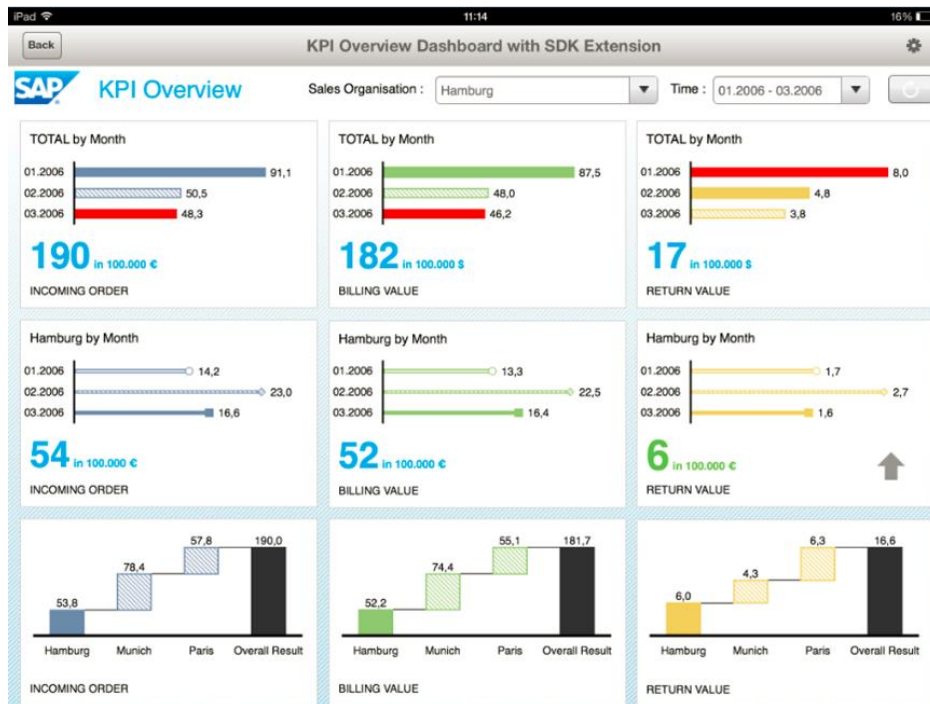 iPad 11:14 16%
Back KPI Overview Dashboard with SDK Extension
SAP KPI Overview Sales Organisation : Hamburg Time : 01.2006 - 03.2006
TOTAL by Month
01.2006 91,1
02.2006 50,5
03.2006 48,3
190 in 100.000 €
INCOMING ORDER
TOTAL by Month
01.2006 87,5
02.2006 48,0
03.2006 46,2
182 in 100.000 $
BILLING VALUE
TOTAL by Month
01.2006 8,0
02.2006 4,8
03.2006 3,8
17 in 100.000 $
RETURN VALUE
Hamburg by Month
01.2006 14,2
02.2006 23,0
03.2006 16,6
54 in 100.000 €
INCOMING ORDER
Hamburg by Month
01.2006 13,3
02.2006 22,5
03.2006 16,4
52 in 100.000 €
BILLING VALUE
Hamburg by Month
01.2006 1,7
02.2006 2,7
03.2006 1,6
6 in 100.000 €
RETURN VALUE
53,8 78,4 57,8 190,0
Hamburg Munich Paris Overall Result
INCOMING ORDER
52,2 74,4 55,1 181,7
Hamburg Munich Paris Overall Result
BILLING VALUE
6,0 4,3 6,3 16,6
Hamburg Munich Paris Overall Result
RETURN VALUE